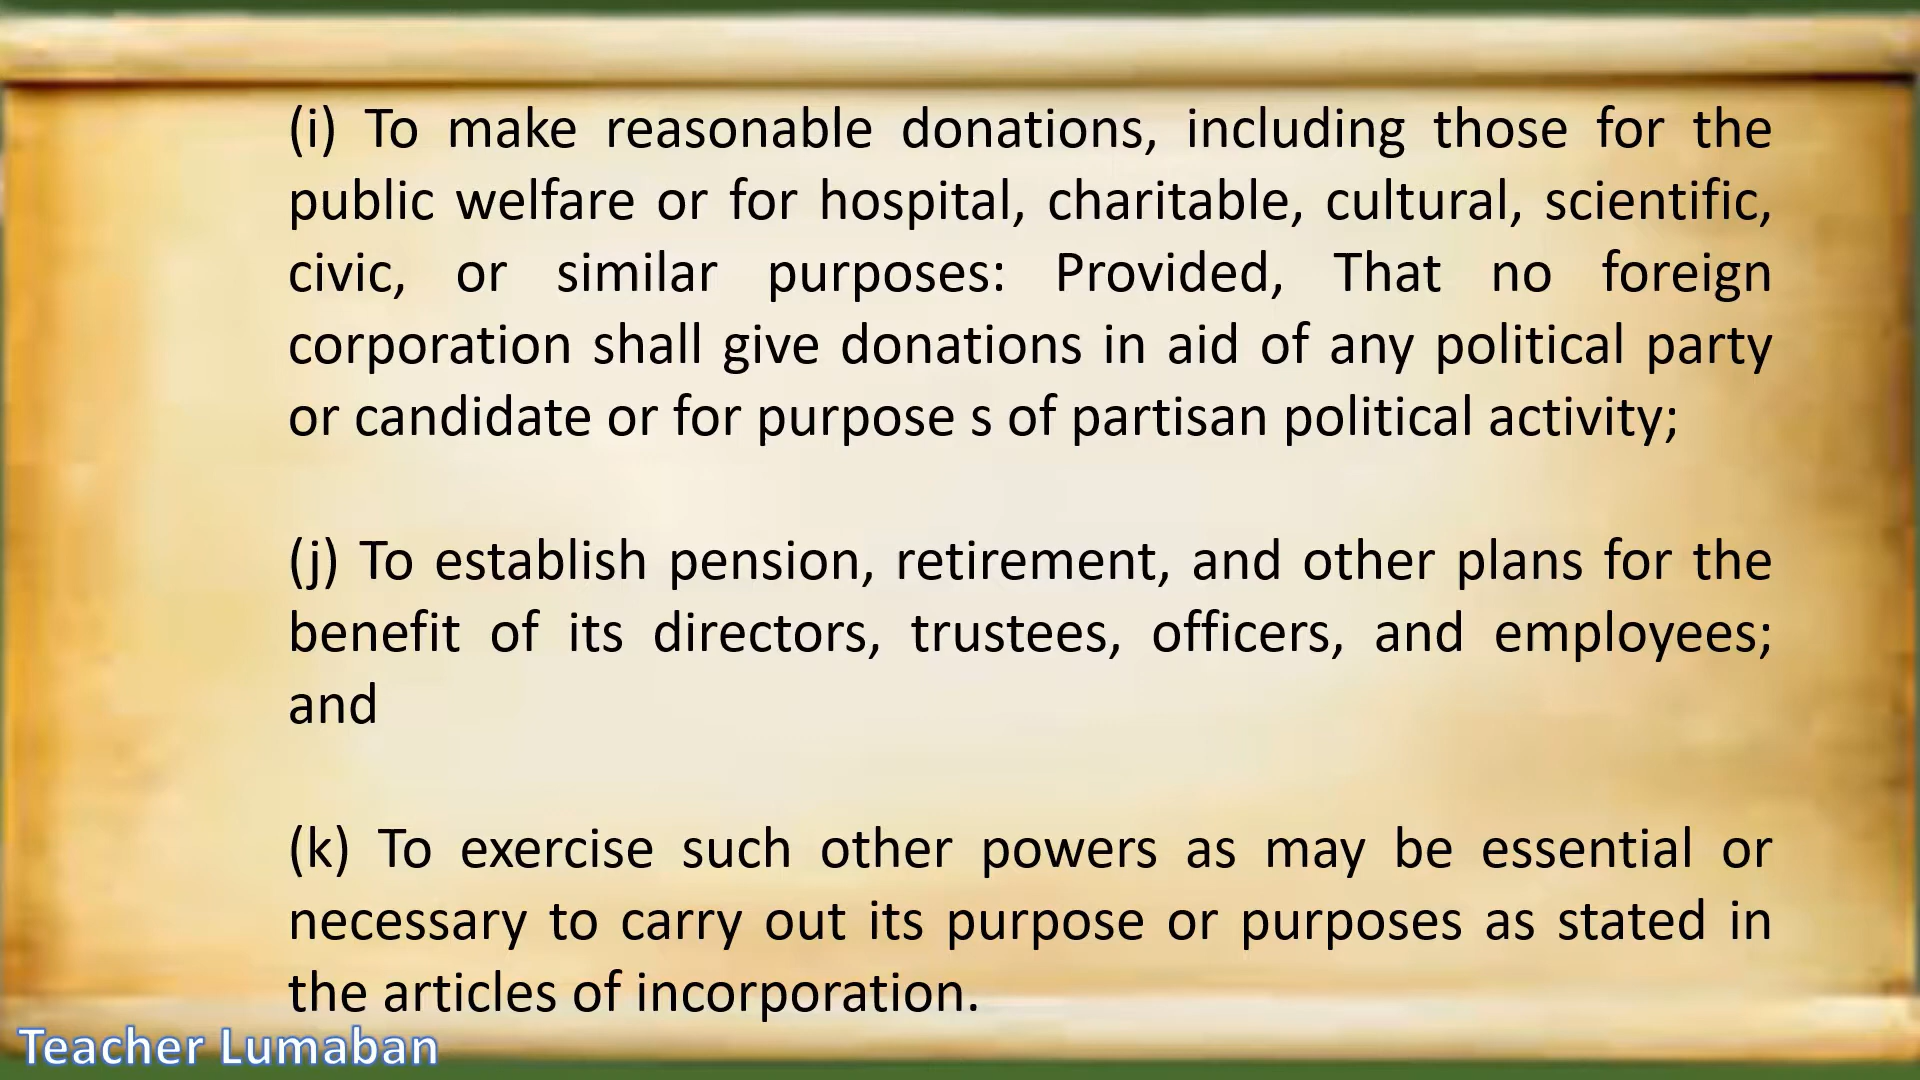 (i) To make reasonable donations, including those for the
public welfare or for hospital, charitable, cultural, scientific,
civic, or similar purposes: Provided, That no foreign
corporation shall give donations in aid of any political party
or candidate or for purpose s of partisan political activity;
(j) To establish pension, retirement, and other plans for the
benefit of its directors, trustees, officers, and employees;
and
(k) To exercise such other powers as may be essential or
necessary to carry out its purpose or purposes as stated in
the articles of incorporation.
Teacher Lumaban